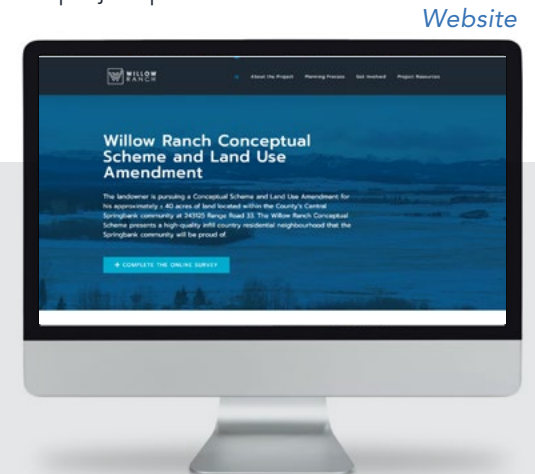 Website
WILLOW
RANCH
About the Project Planning Process Get Involved Project Resources
Willow Ranch Conceptual
Scheme and Land Use
Amendment
The landowner is pursuing a Conceptual Scheme and Land Use Amendment for
his approximately ± 40 acres of land located within the County's Central
Springbank community at 243125 Range Road 33. The Willow Ranch Conceptual
Scheme presents a high-quality infill country residential neighbourhood that the
Springbank community will be proud of.
+ COMPLETE THE ONLINE SURVEY